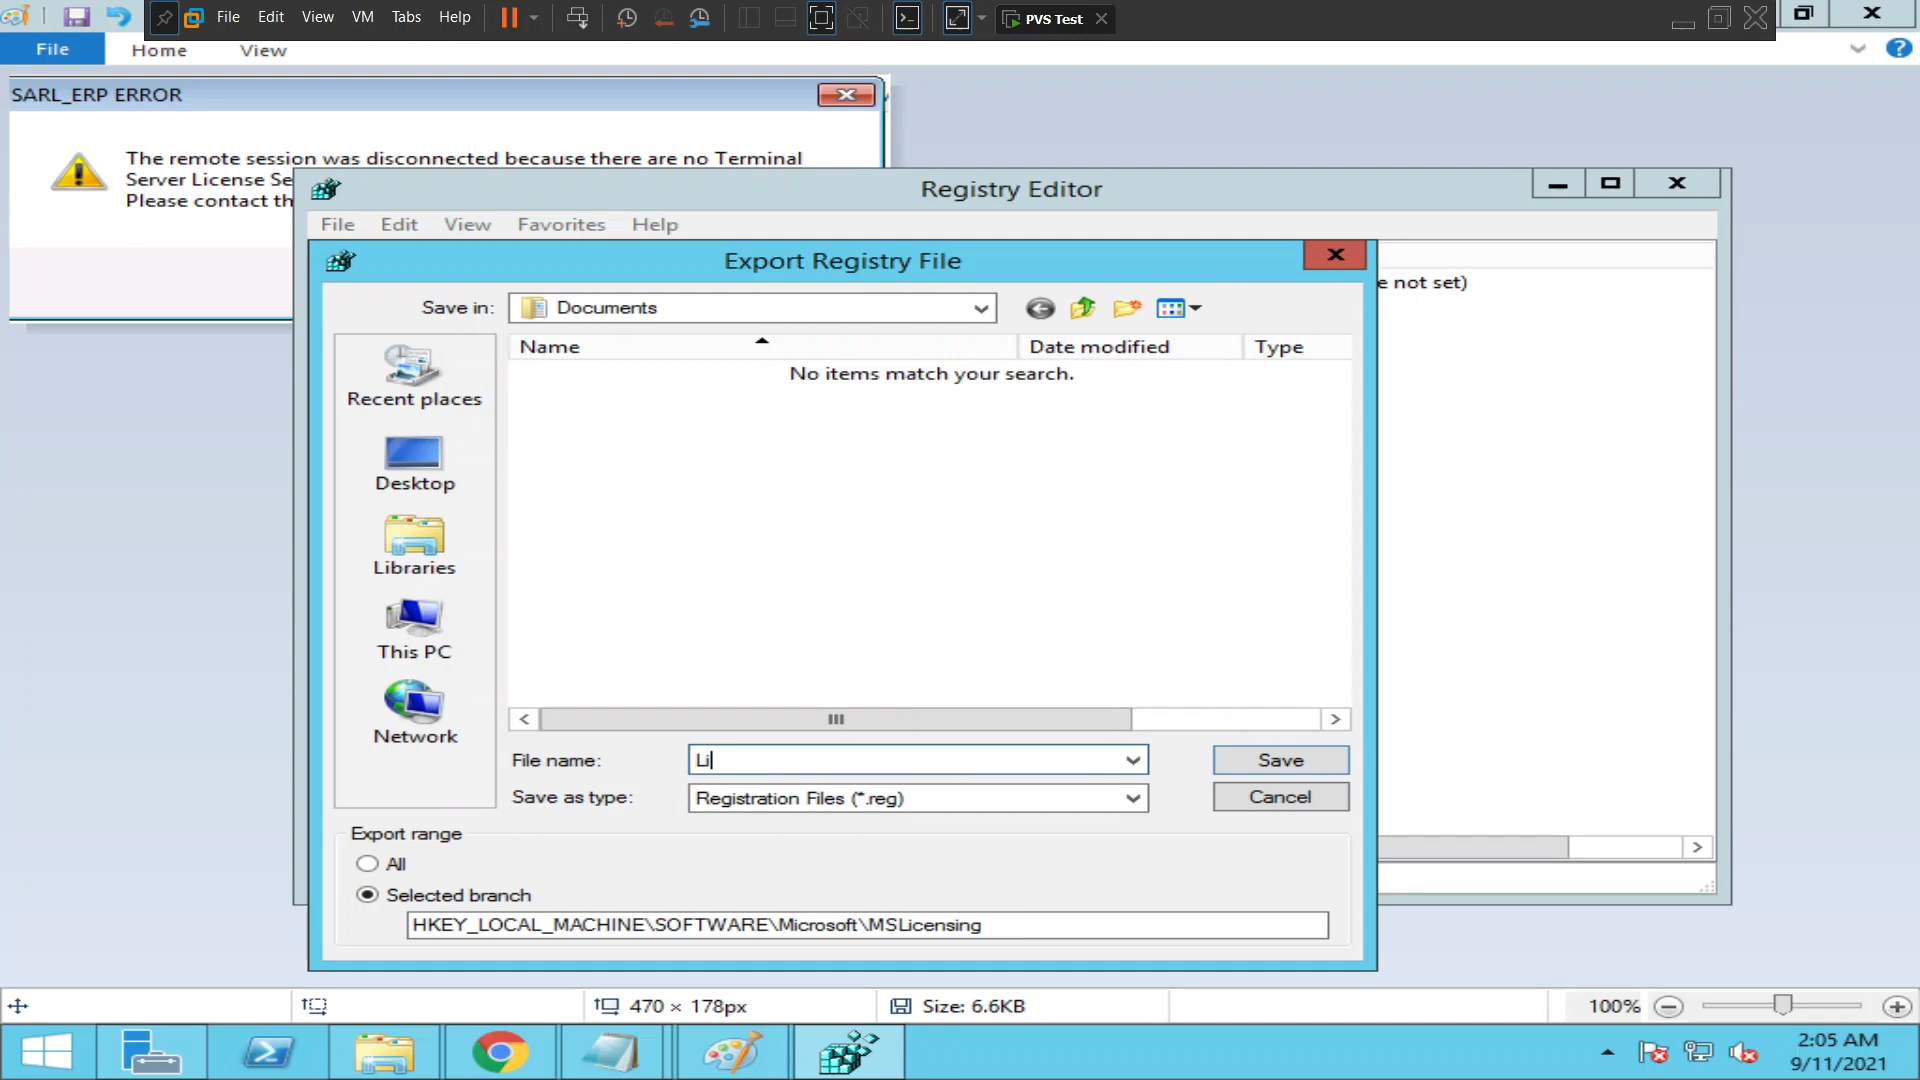 File Edit View VM Tabs Help
PVS Test
File Home View
SARL_ERP ERROR
The remote session was disconnected because there are no Terminal
Server License Se
Please contact th
Registry Editor
File Edit View Favorites Help
Export Registry File
e not set)
Save in: Documents
Name Date modified Type
No items match your search.
Recent places
Desktop
Libraries
This PC
Network
File name: Li
Save
Save as type: Registration Files (*.reg)
Cancel
Export range
All
Selected branch
HKEY_LOCAL_MACHINE\SOFTWARE\Microsoft\MSLicensing
470 × 178px
Size: 6.6KB
100%
2:05 AM
9/11/2021